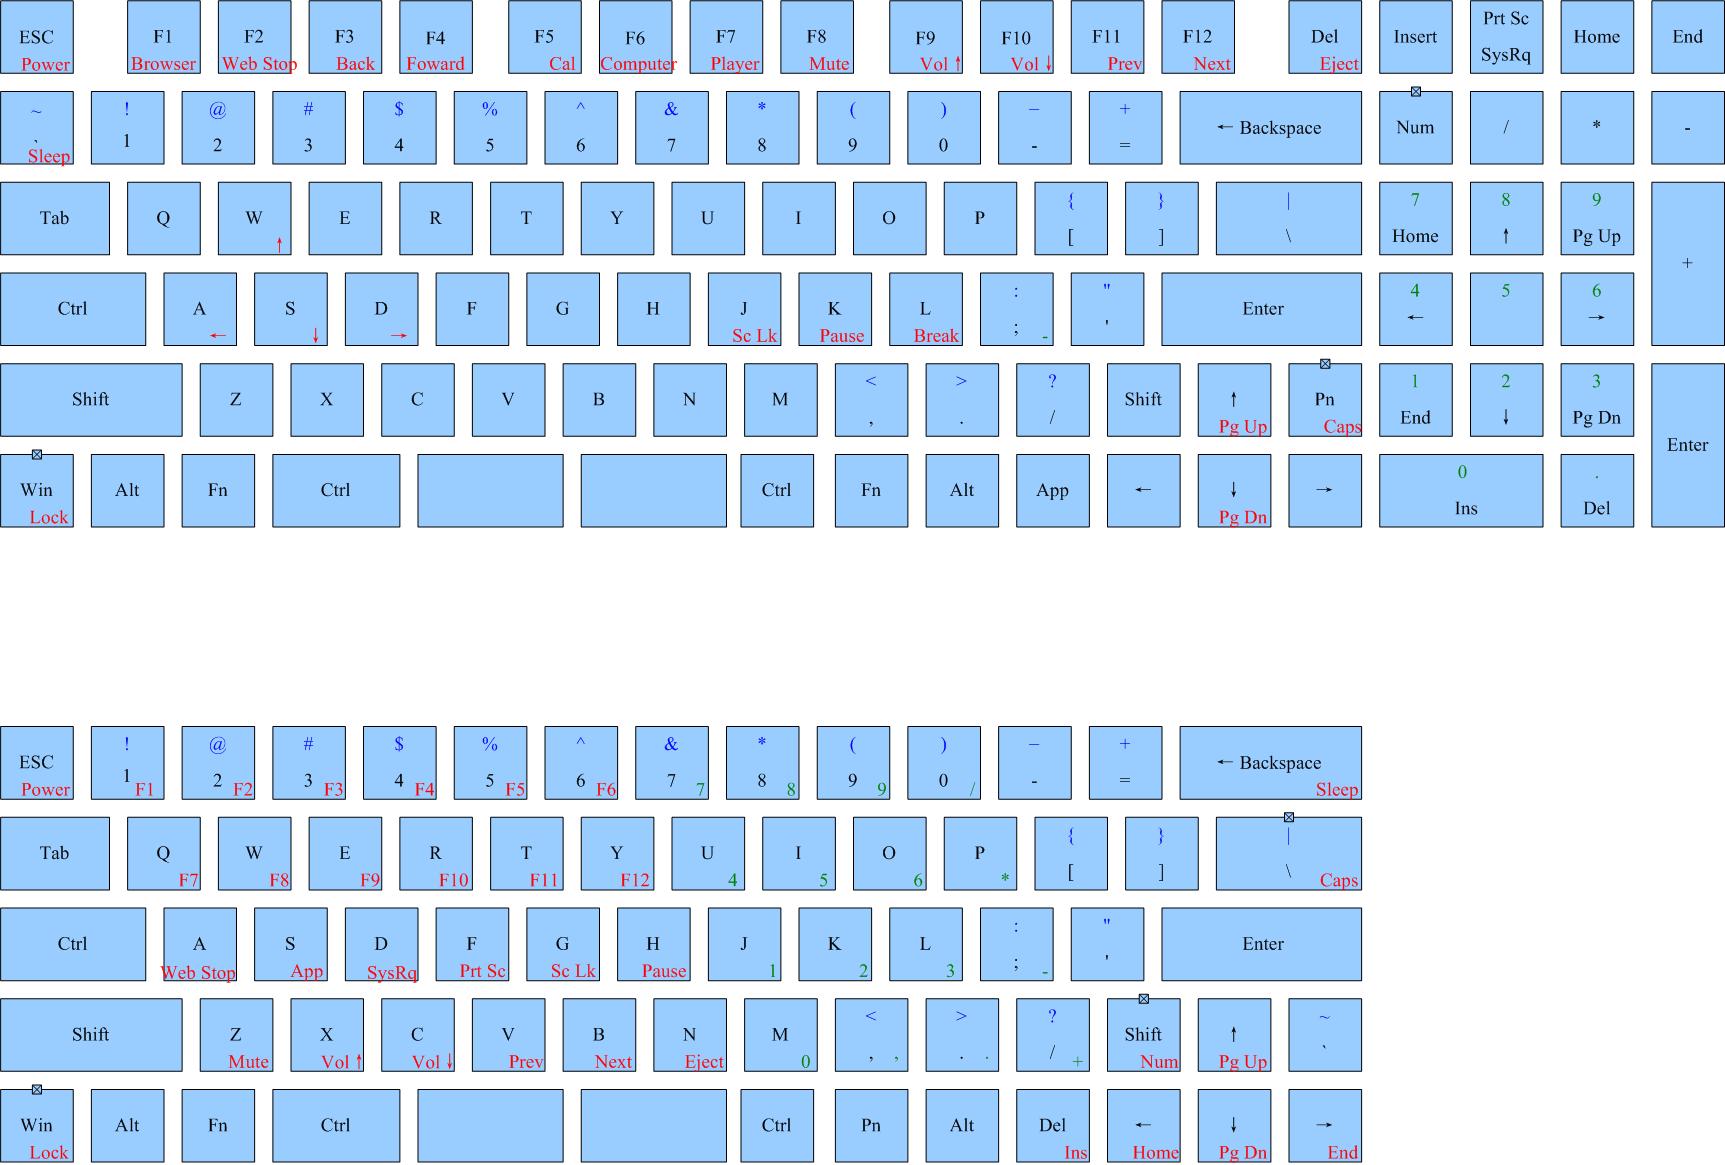 ESC F1 F2 F3 F4 F5 F6 F7 F8 F9 F10 F11 F12 Del Insert Prt Sc Home End
SysRq
Power Browser Web Stop Back Foward Cal Computer Player Mute Vol ↑ Vol ↓ Prev Next Eject
~ ! @ # $ % ^ & * ( ) – +
← Backspace Num / * -
` 1 2 3 4 5 6 7 8 9 0 - =
Sleep
{ } | 7 8 9
Tab Q W E R T Y U I O P
[ ] \ Home ↑ Pg Up
↑
+
: " 4 5 6
Ctrl A S D F G H J K L Enter
; ' ← →
← ↓ → Sc Lk Pause Break -
< > ? 1 2 3
Shift Z X C V B N M Shift ↑ Pn
, . / End ↓ Pg Dn
Pg Up Caps
Enter
0 .
Win Alt Fn Ctrl Ctrl Fn Alt App ← ↓ →
Ins Del
Lock Pg Dn
! @ # $ % ^ & * ( ) – +
ESC ← Backspace
1 2 3 4 5 6 7 8 9 0 - =
Power F1 F2 F3 F4 F5 F6 7 8 9 / Sleep
{ } |
Tab Q W E R T Y U I O P
[ ] \
F7 F8 F9 F10 F11 F12 4 5 6 * Caps
: "
Ctrl A S D F G H J K L Enter
; '
Web Stop App SysRq Prt Sc Sc Lk Pause 1 2 3 -
< > ? ~
Shift Z X C V B N M Shift ↑
, . / `
Mute Vol ↑ Vol ↓ Prev Next Eject 0 , . + Num Pg Up
Win Alt Fn Ctrl Ctrl Pn Alt Del ← ↓ →
Lock Ins Home Pg Dn End